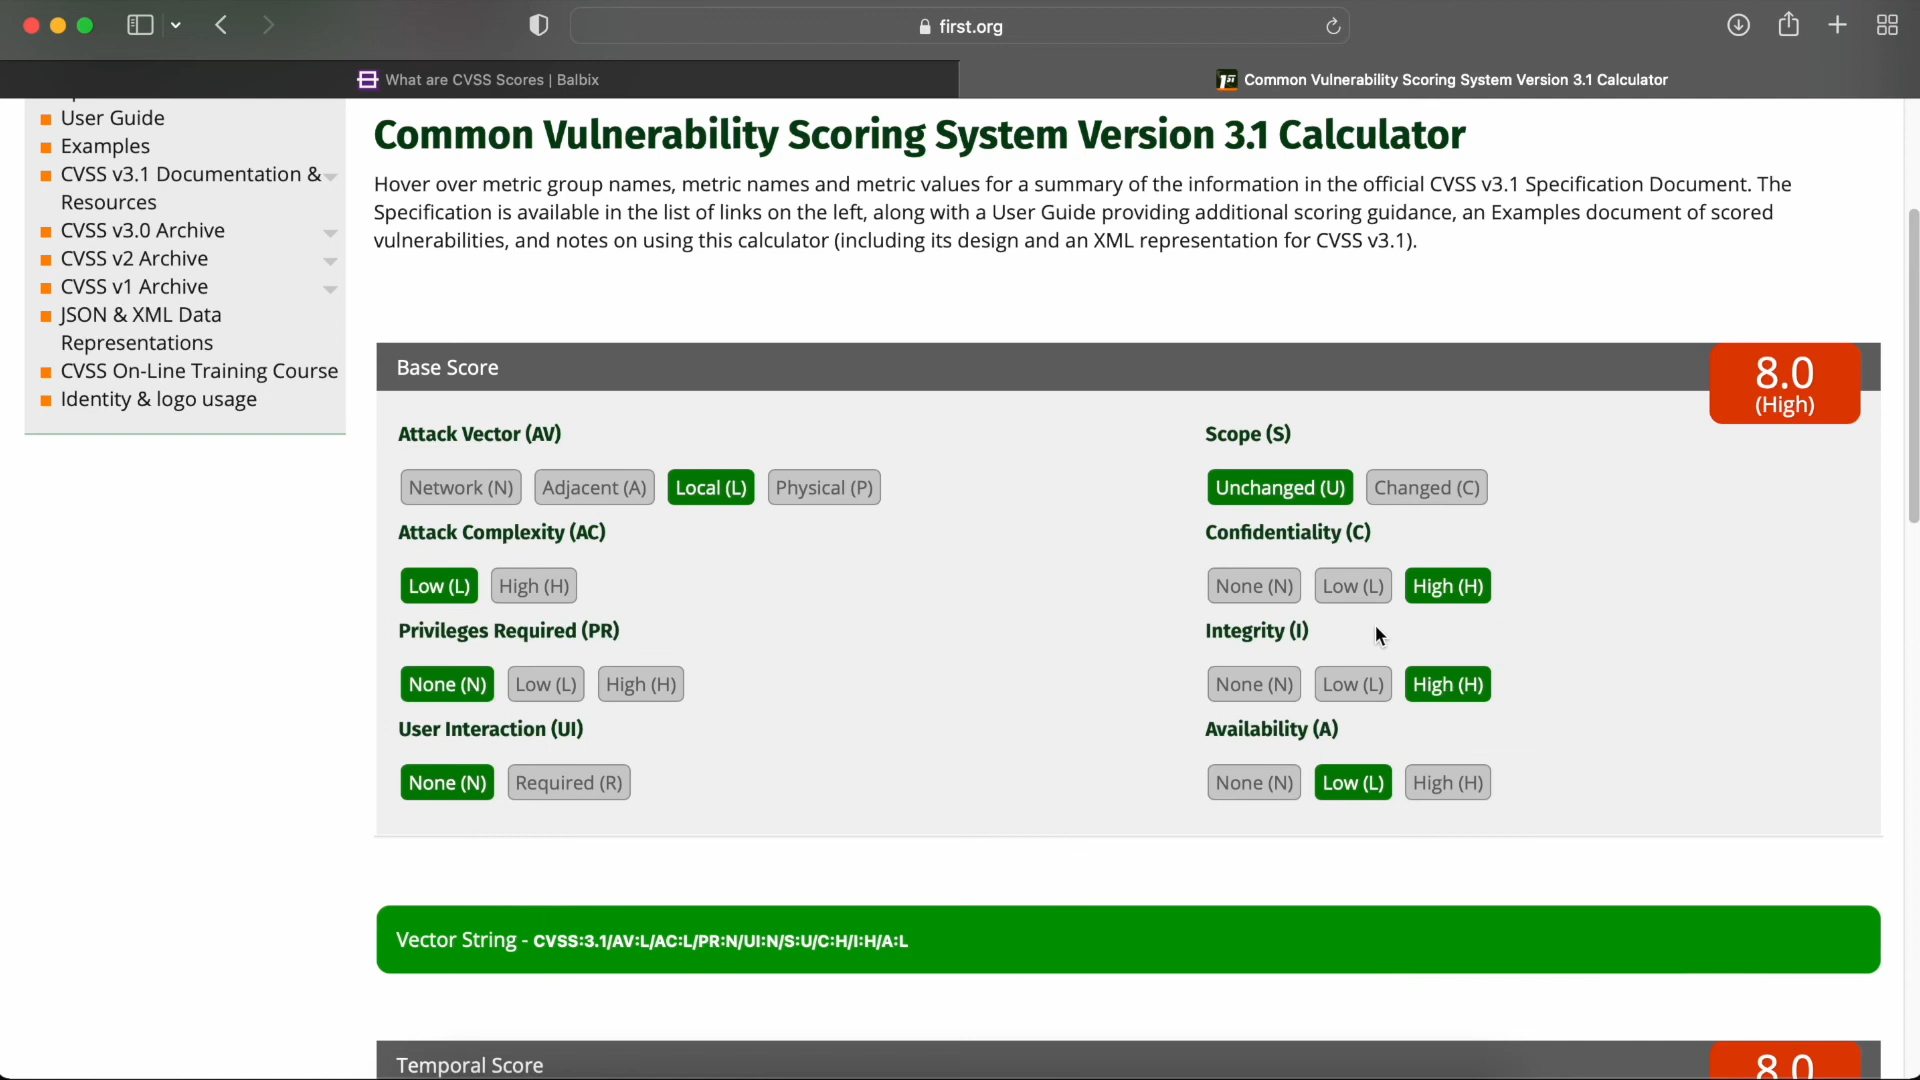 first.org
What are CVSS Scores | Balbix
Common Vulnerability Scoring System Version 3.1 Calculator
User Guide
Examples
CVSS v3.1 Documentation &
Resources
CVSS v3.0 Archive
CVSS v2 Archive
CVSS v1 Archive
JSON & XML Data
Representations
CVSS On-Line Training Course
Identity & logo usage
Common Vulnerability Scoring System Version 3.1 Calculator
Hover over metric group names, metric names and metric values for a summary of the information in the official CVSS v3.1 Specification Document. The
Specification is available in the list of links on the left, along with a User Guide providing additional scoring guidance, an Examples document of scored
vulnerabilities, and notes on using this calculator (including its design and an XML representation for CVSS v3.1).
Base Score
8.0
(High)
Attack Vector (AV)
Network (N) Adjacent (A) Local (L) Physical (P)
Attack Complexity (AC)
Low (L) High (H)
Privileges Required (PR)
None (N) Low (L) High (H)
User Interaction (UI)
None (N) Required (R)
Scope (S)
Unchanged (U) Changed (C)
Confidentiality (C)
None (N) Low (L) High (H)
Integrity (I)
None (N) Low (L) High (H)
Availability (A)
None (N) Low (L) High (H)
Vector String - CVSS:3.1/AV:L/AC:L/PR:N/UI:N/S:U/C:H/I:H/A:L
Temporal Score
8.0